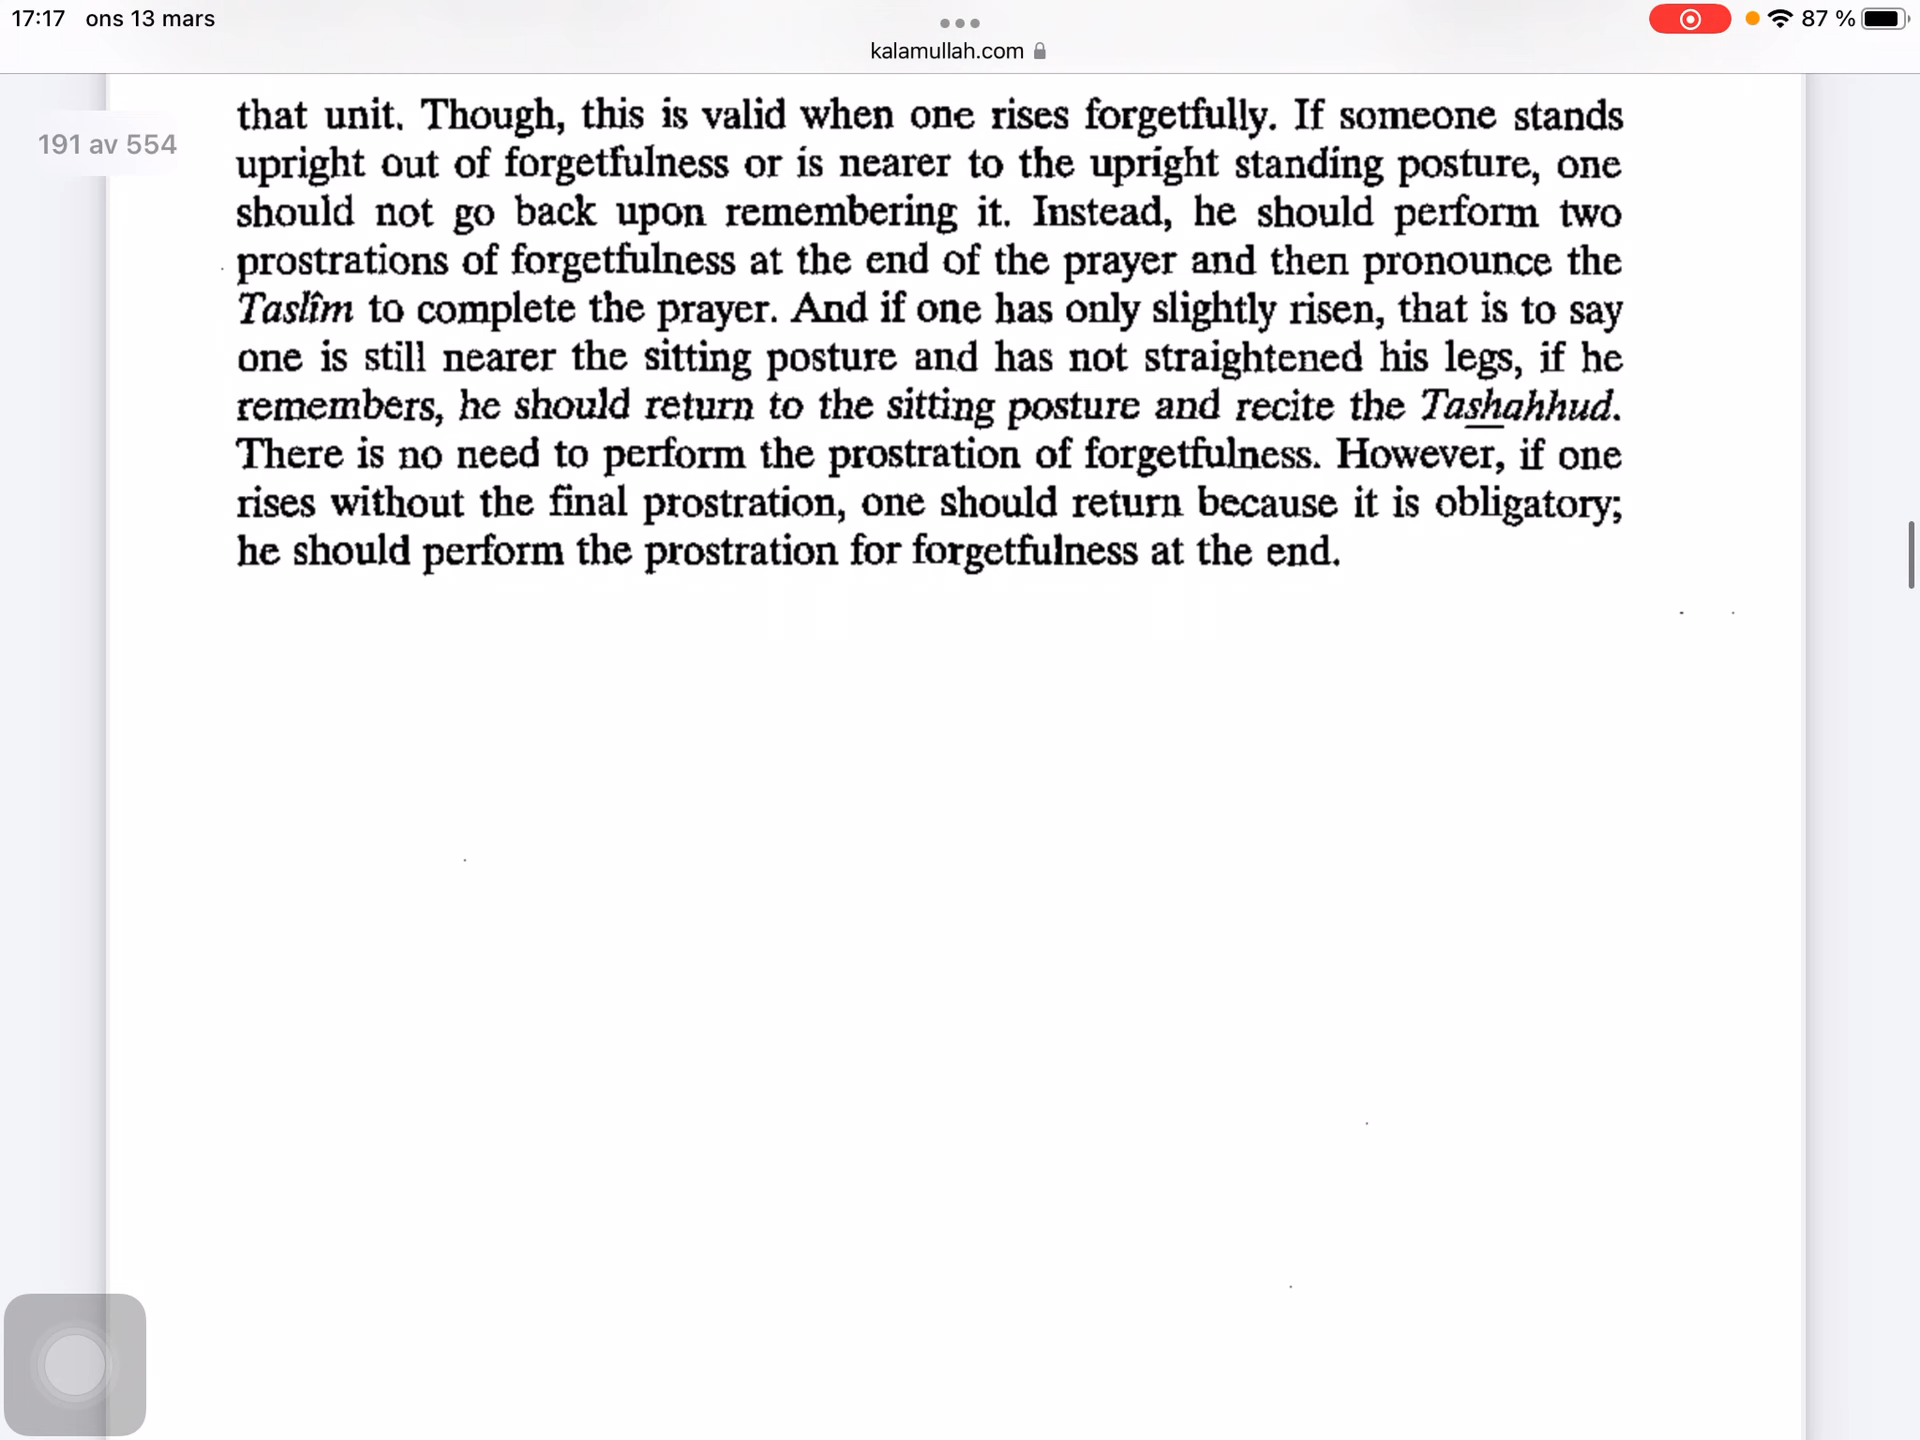 17:17 ons 13 mars
87 %
kalamullah.com
191 av 554
that unit. Though, this is valid when one rises forgetfully. If someone stands
upright out of forgetfulness or is nearer to the upright standing posture, one
should not go back upon remembering it. Instead, he should perform two
prostrations of forgetfulness at the end of the prayer and then pronounce the
Taslîm to complete the prayer. And if one has only slightly risen, that is to say
one is still nearer the sitting posture and has not straightened his legs, if he
remembers, he should return to the sitting posture and recite the Tashahhud.
There is no need to perform the prostration of forgetfulness. However, if one
rises without the final prostration, one should return because it is obligatory;
he should perform the prostration for forgetfulness at the end.